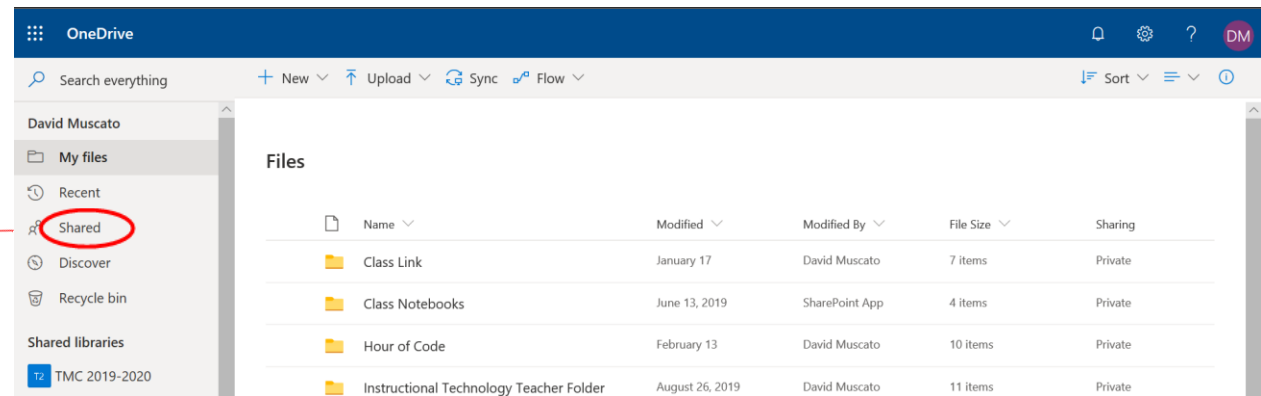 OneDrive
DM
Search everything
New
Upload
Sync
Flow
Sort
David Muscato
My files
Recent
Shared
Discover
Recycle bin
Shared libraries
T2 TMC 2019-2020
Files
Name Modified Modified By File Size Sharing
Class Link January 17 David Muscato 7 items Private
Class Notebooks June 13, 2019 SharePoint App 4 items Private
Hour of Code February 13 David Muscato 10 items Private
Instructional Technology Teacher Folder August 26, 2019 David Muscato 11 items Private